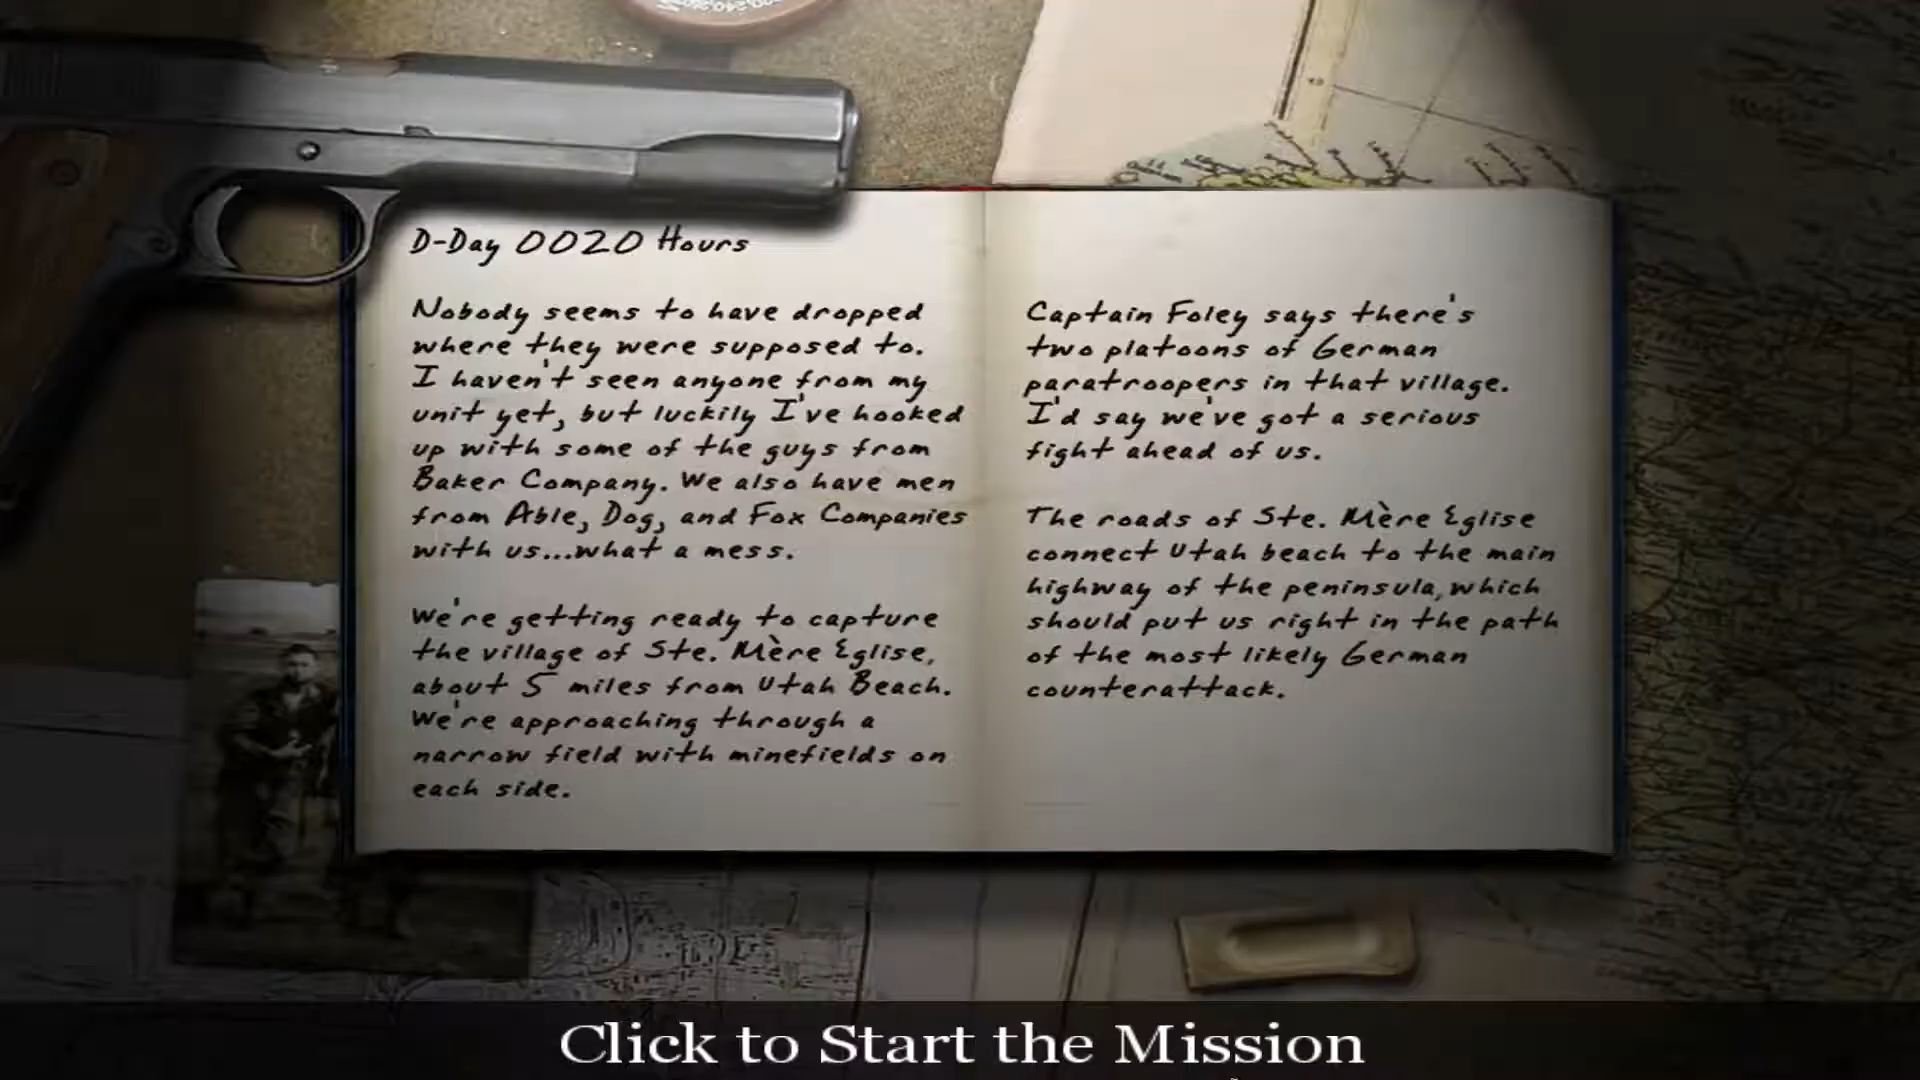 D-Day 0020 Hours
Nobody seems to have dropped
where they were supposed to.
I haven't seen anyone from my
unit yet, but luckily I've hooked
up with some of the guys from
Baker Company. We also have men
from Able, Dog, and Fox Companies
with us...what a mess.
We're getting ready to capture
the village of Ste. Mère Eglise,
about 5 miles from Utah Beach.
We're approaching through a
narrow field with minefields on
each side.
Captain Foley says there's
two platoons of German
paratroopers in that village.
I'd say we've got a serious
fight ahead of us.
The roads of Ste. Mère Eglise
connect Utah beach to the main
highway of the peninsula, which
should put us right in the path
of the most likely German
counterattack.
Click to Start the Mission